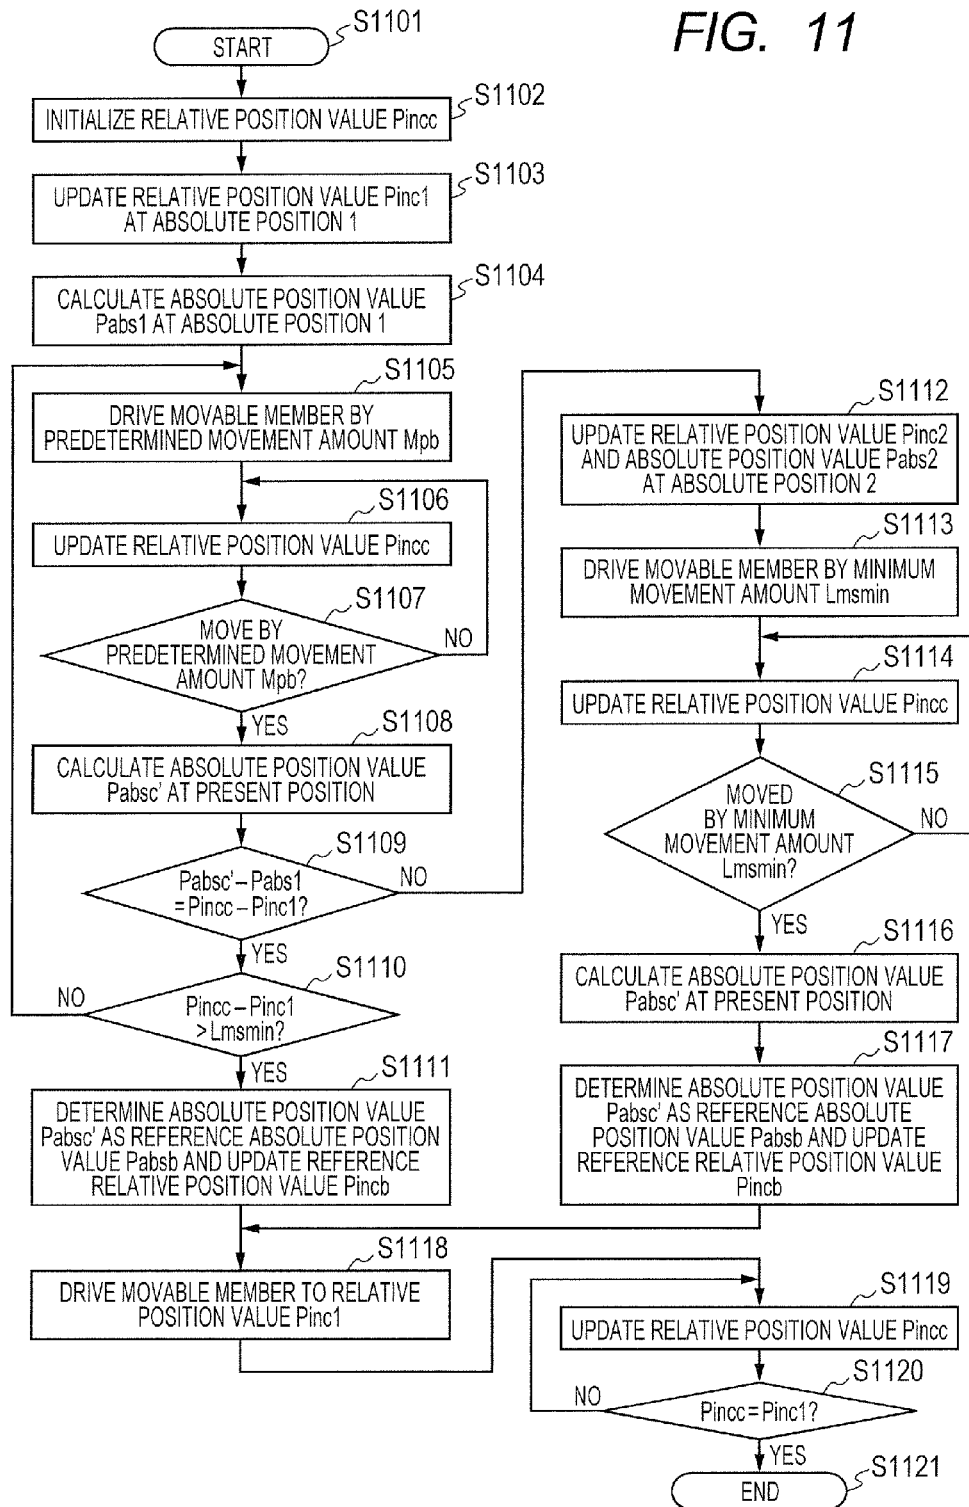 FIG. 11
S1101
START
S1102
INITIALIZE RELATIVE POSITION VALUE Pincc
S1103
UPDATE RELATIVE POSITION VALUE Pinc1
AT ABSOLUTE POSITION 1
S1104
CALCULATE ABSOLUTE POSITION VALUE
Pabs1 AT ABSOLUTE POSITION 1
S1105
DRIVE MOVABLE MEMBER BY
PREDETERMINED MOVEMENT AMOUNT Mpb
S1106
UPDATE RELATIVE POSITION VALUE Pincc
S1107
MOVE BY
PREDETERMINED MOVEMENT
AMOUNT Mpb?
NO
YES
S1108
CALCULATE ABSOLUTE POSITION VALUE
Pabsc' AT PRESENT POSITION
S1109
Pabsc' – Pabs1
= Pincc – Pinc1?
NO
YES
S1110
Pincc – Pinc1
> Lmsmin?
NO
YES
S1111
DETERMINE ABSOLUTE POSITION VALUE
Pabsc' AS REFERENCE ABSOLUTE POSITION
VALUE Pabsb AND UPDATE REFERENCE
RELATIVE POSITION VALUE Pincb
S1112
UPDATE RELATIVE POSITION VALUE Pinc2
AND ABSOLUTE POSITION VALUE Pabs2
AT ABSOLUTE POSITION 2
S1113
DRIVE MOVABLE MEMBER BY MINIMUM
MOVEMENT AMOUNT Lmsmin
S1114
UPDATE RELATIVE POSITION VALUE Pincc
S1115
MOVED
BY MINIMUM
MOVEMENT AMOUNT
Lmsmin?
NO
YES
S1116
CALCULATE ABSOLUTE POSITION VALUE
Pabsc' AT PRESENT POSITION
S1117
DETERMINE ABSOLUTE POSITION VALUE
Pabsc' AS REFERENCE ABSOLUTE
POSITION VALUE Pabsb AND UPDATE
REFERENCE RELATIVE POSITION VALUE
Pincb
S1118
DRIVE MOVABLE MEMBER TO RELATIVE
POSITION VALUE Pinc1
S1119
UPDATE RELATIVE POSITION VALUE Pincc
S1120
Pincc = Pinc1?
NO
YES
S1121
END